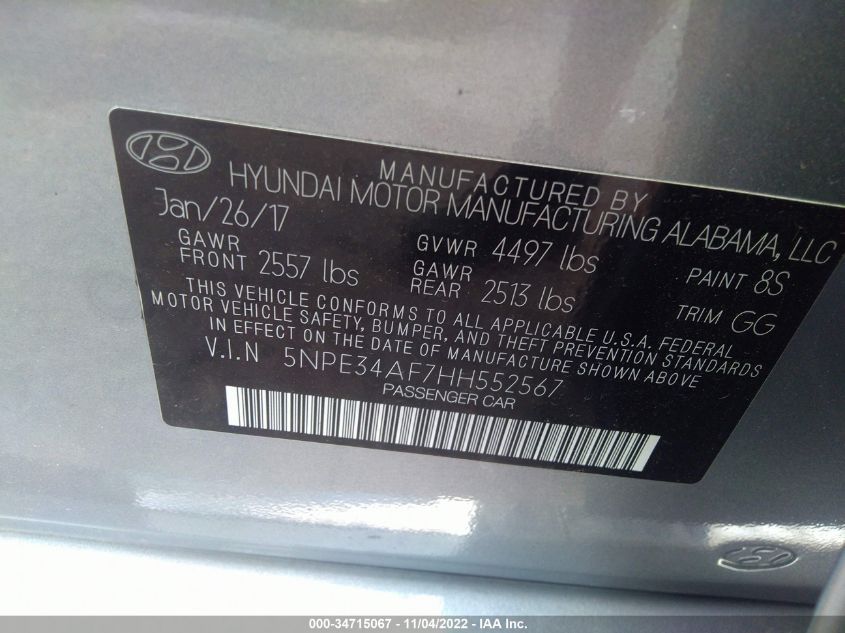 MANUFACTURED BY
HYUNDAI MOTOR MANUFACTURING ALABAMA, LLC
Jan/26/17
GAWR
FRONT 2557 lbs
GVWR 4497 lbs
GAWR
REAR 2513 lbs
PAINT 8S
TRIM GG
THIS VEHICLE CONFORMS TO ALL APPLICABLE U.S.A. FEDERAL
MOTOR VEHICLE SAFETY, BUMPER, AND THEFT PREVENTION STANDARDS
IN EFFECT ON THE DATE OF MANUFACTURE SHOWN ABOVE.
V.I.N 5NPE34AF7HH552567
PASSENGER CAR
000-34715067 - 11/04/2022 - IAA Inc.